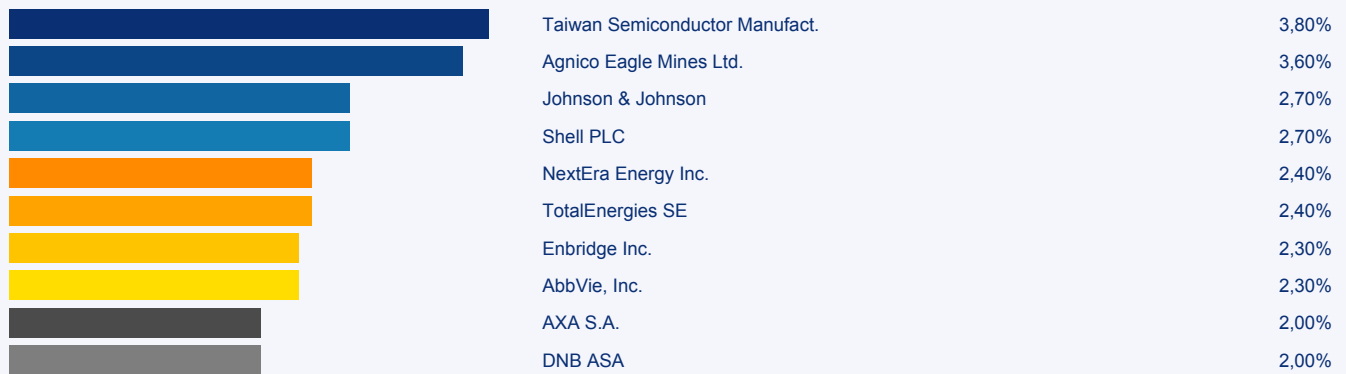 Taiwan Semiconductor Manufact. 3,80%
Agnico Eagle Mines Ltd. 3,60%
Johnson & Johnson 2,70%
Shell PLC 2,70%
NextEra Energy Inc. 2,40%
TotalEnergies SE 2,40%
Enbridge Inc. 2,30%
AbbVie, Inc. 2,30%
AXA S.A. 2,00%
DNB ASA 2,00%